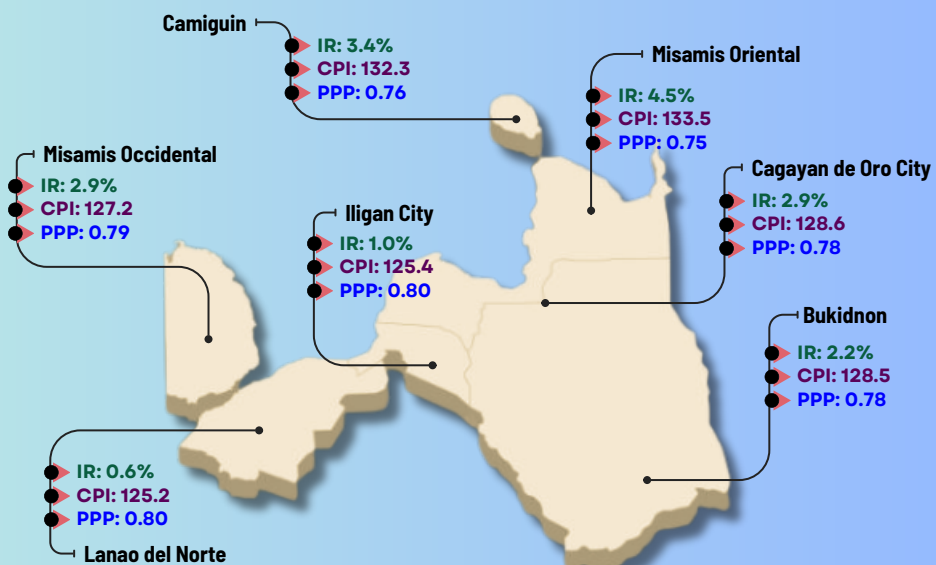 Camiguin
IR: 3.4%
CPI: 132.3
PPP: 0.76
Misamis Oriental
IR: 4.5%
CPI: 133.5
PPP: 0.75
Misamis Occidental
IR: 2.9%
CPI: 127.2
PPP: 0.79
Iligan City
IR: 1.0%
CPI: 125.4
PPP: 0.80
Cagayan de Oro City
IR: 2.9%
CPI: 128.6
PPP: 0.78
Bukidnon
IR: 2.2%
CPI: 128.5
PPP: 0.78
IR: 0.6%
CPI: 125.2
PPP: 0.80
Lanao del Norte